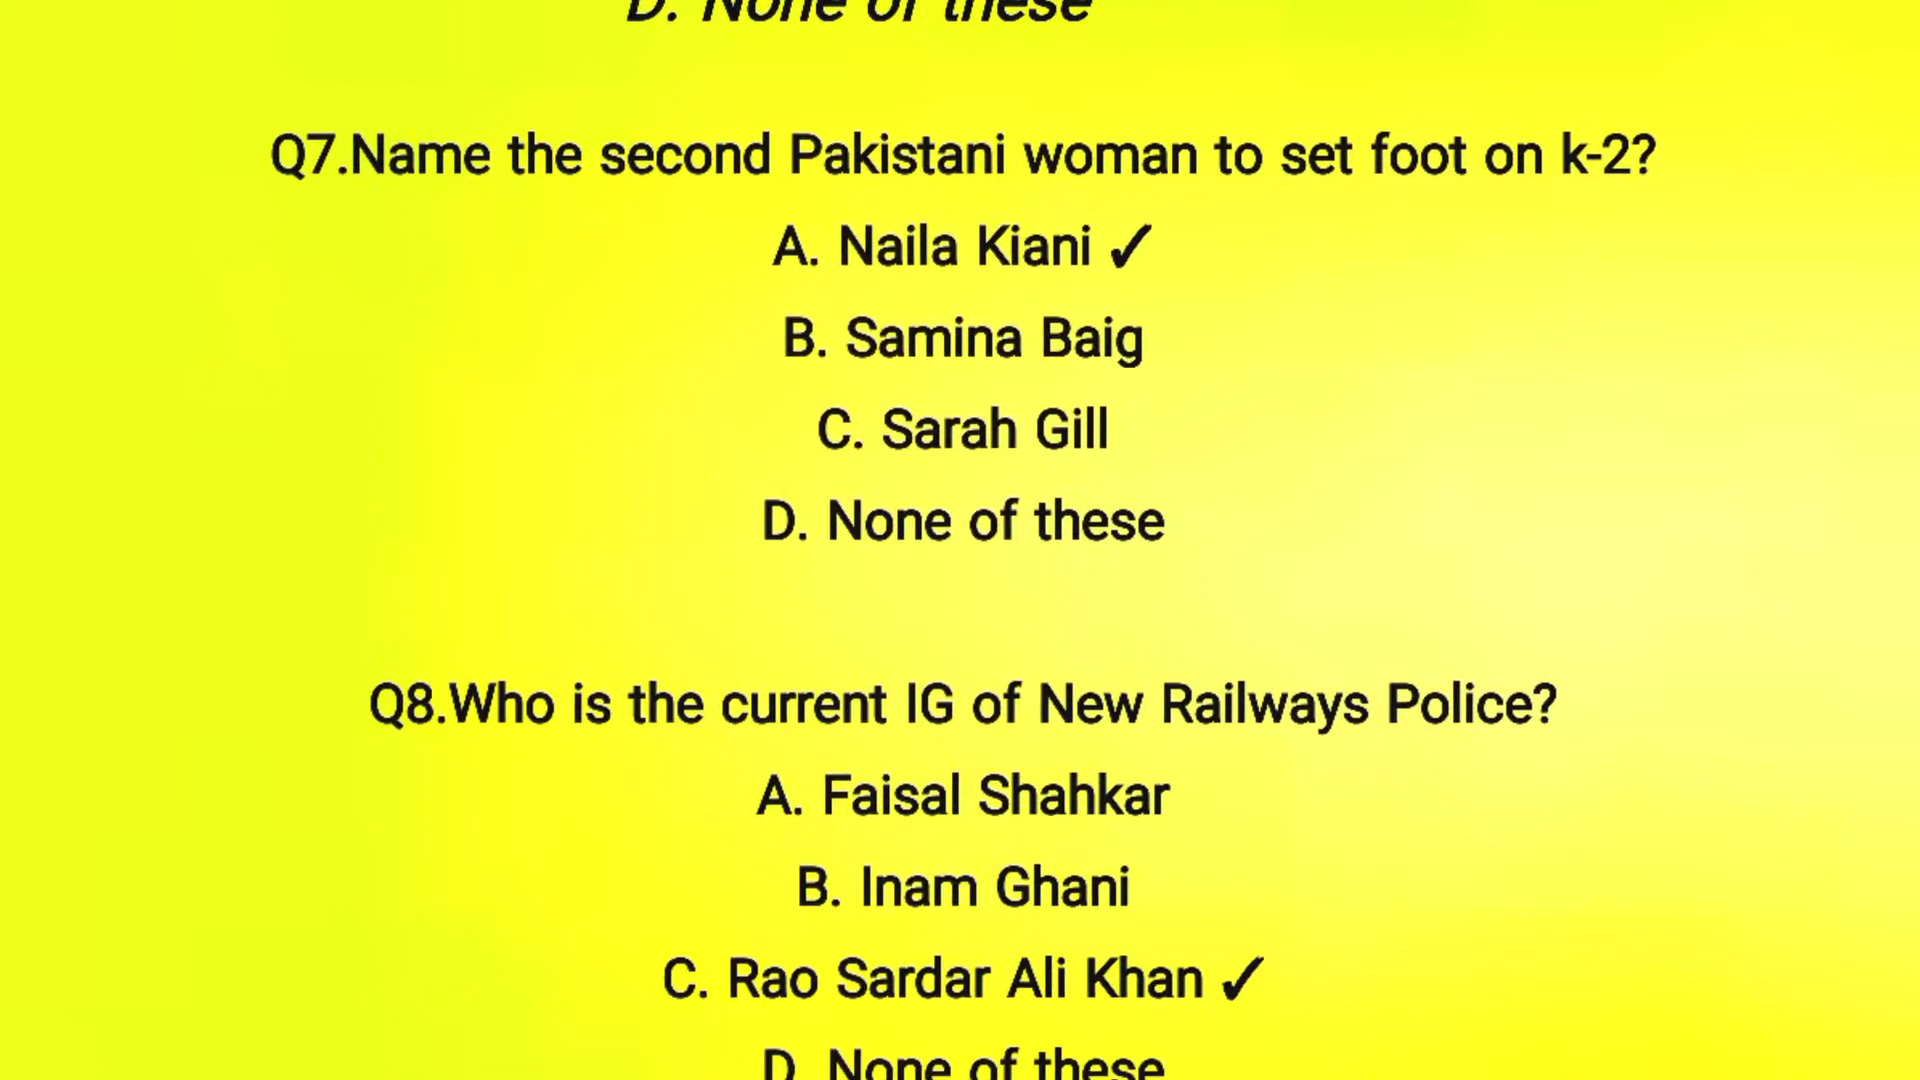 D. None of these
Q7.Name the second Pakistani woman to set foot on k-2?
A. Naila Kiani ✓
B. Samina Baig
C. Sarah Gill
D. None of these
Q8.Who is the current IG of New Railways Police?
A. Faisal Shahkar
B. Inam Ghani
C. Rao Sardar Ali Khan ✓
D. None of these